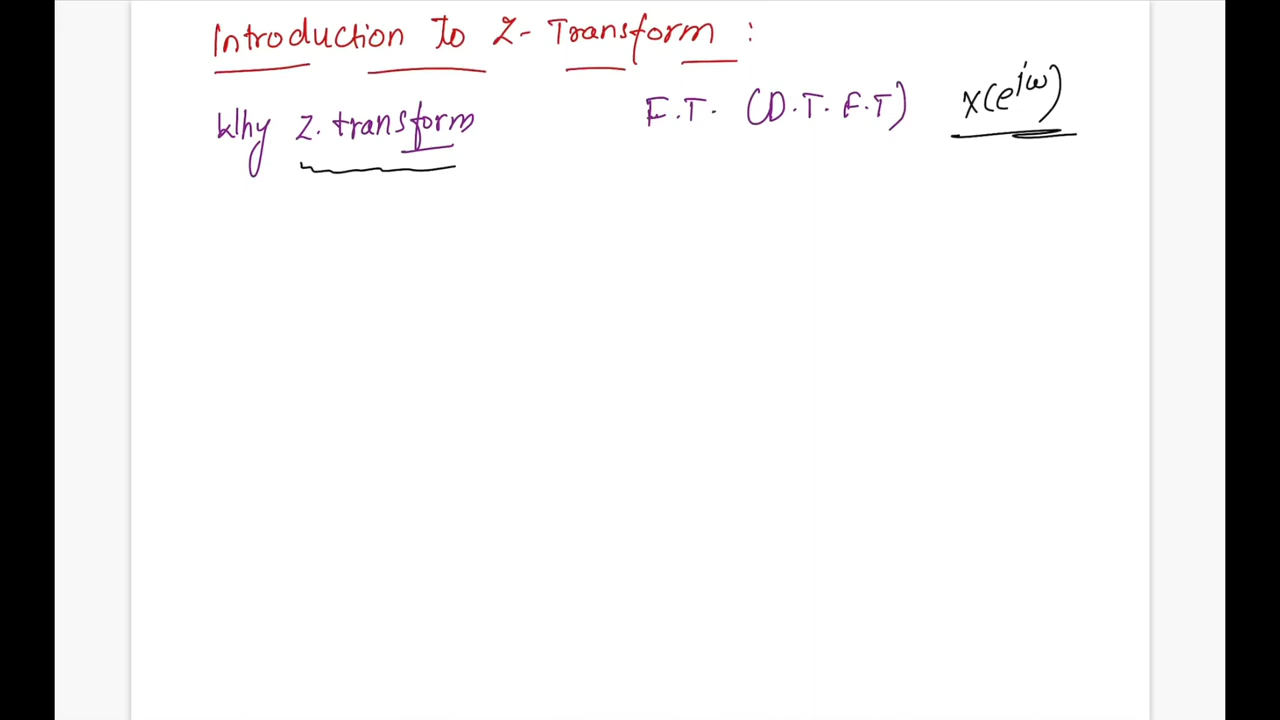 Introduction to Z-Transform :
Why Z.transform F.T. (D.T.F.T) X(e^jω)